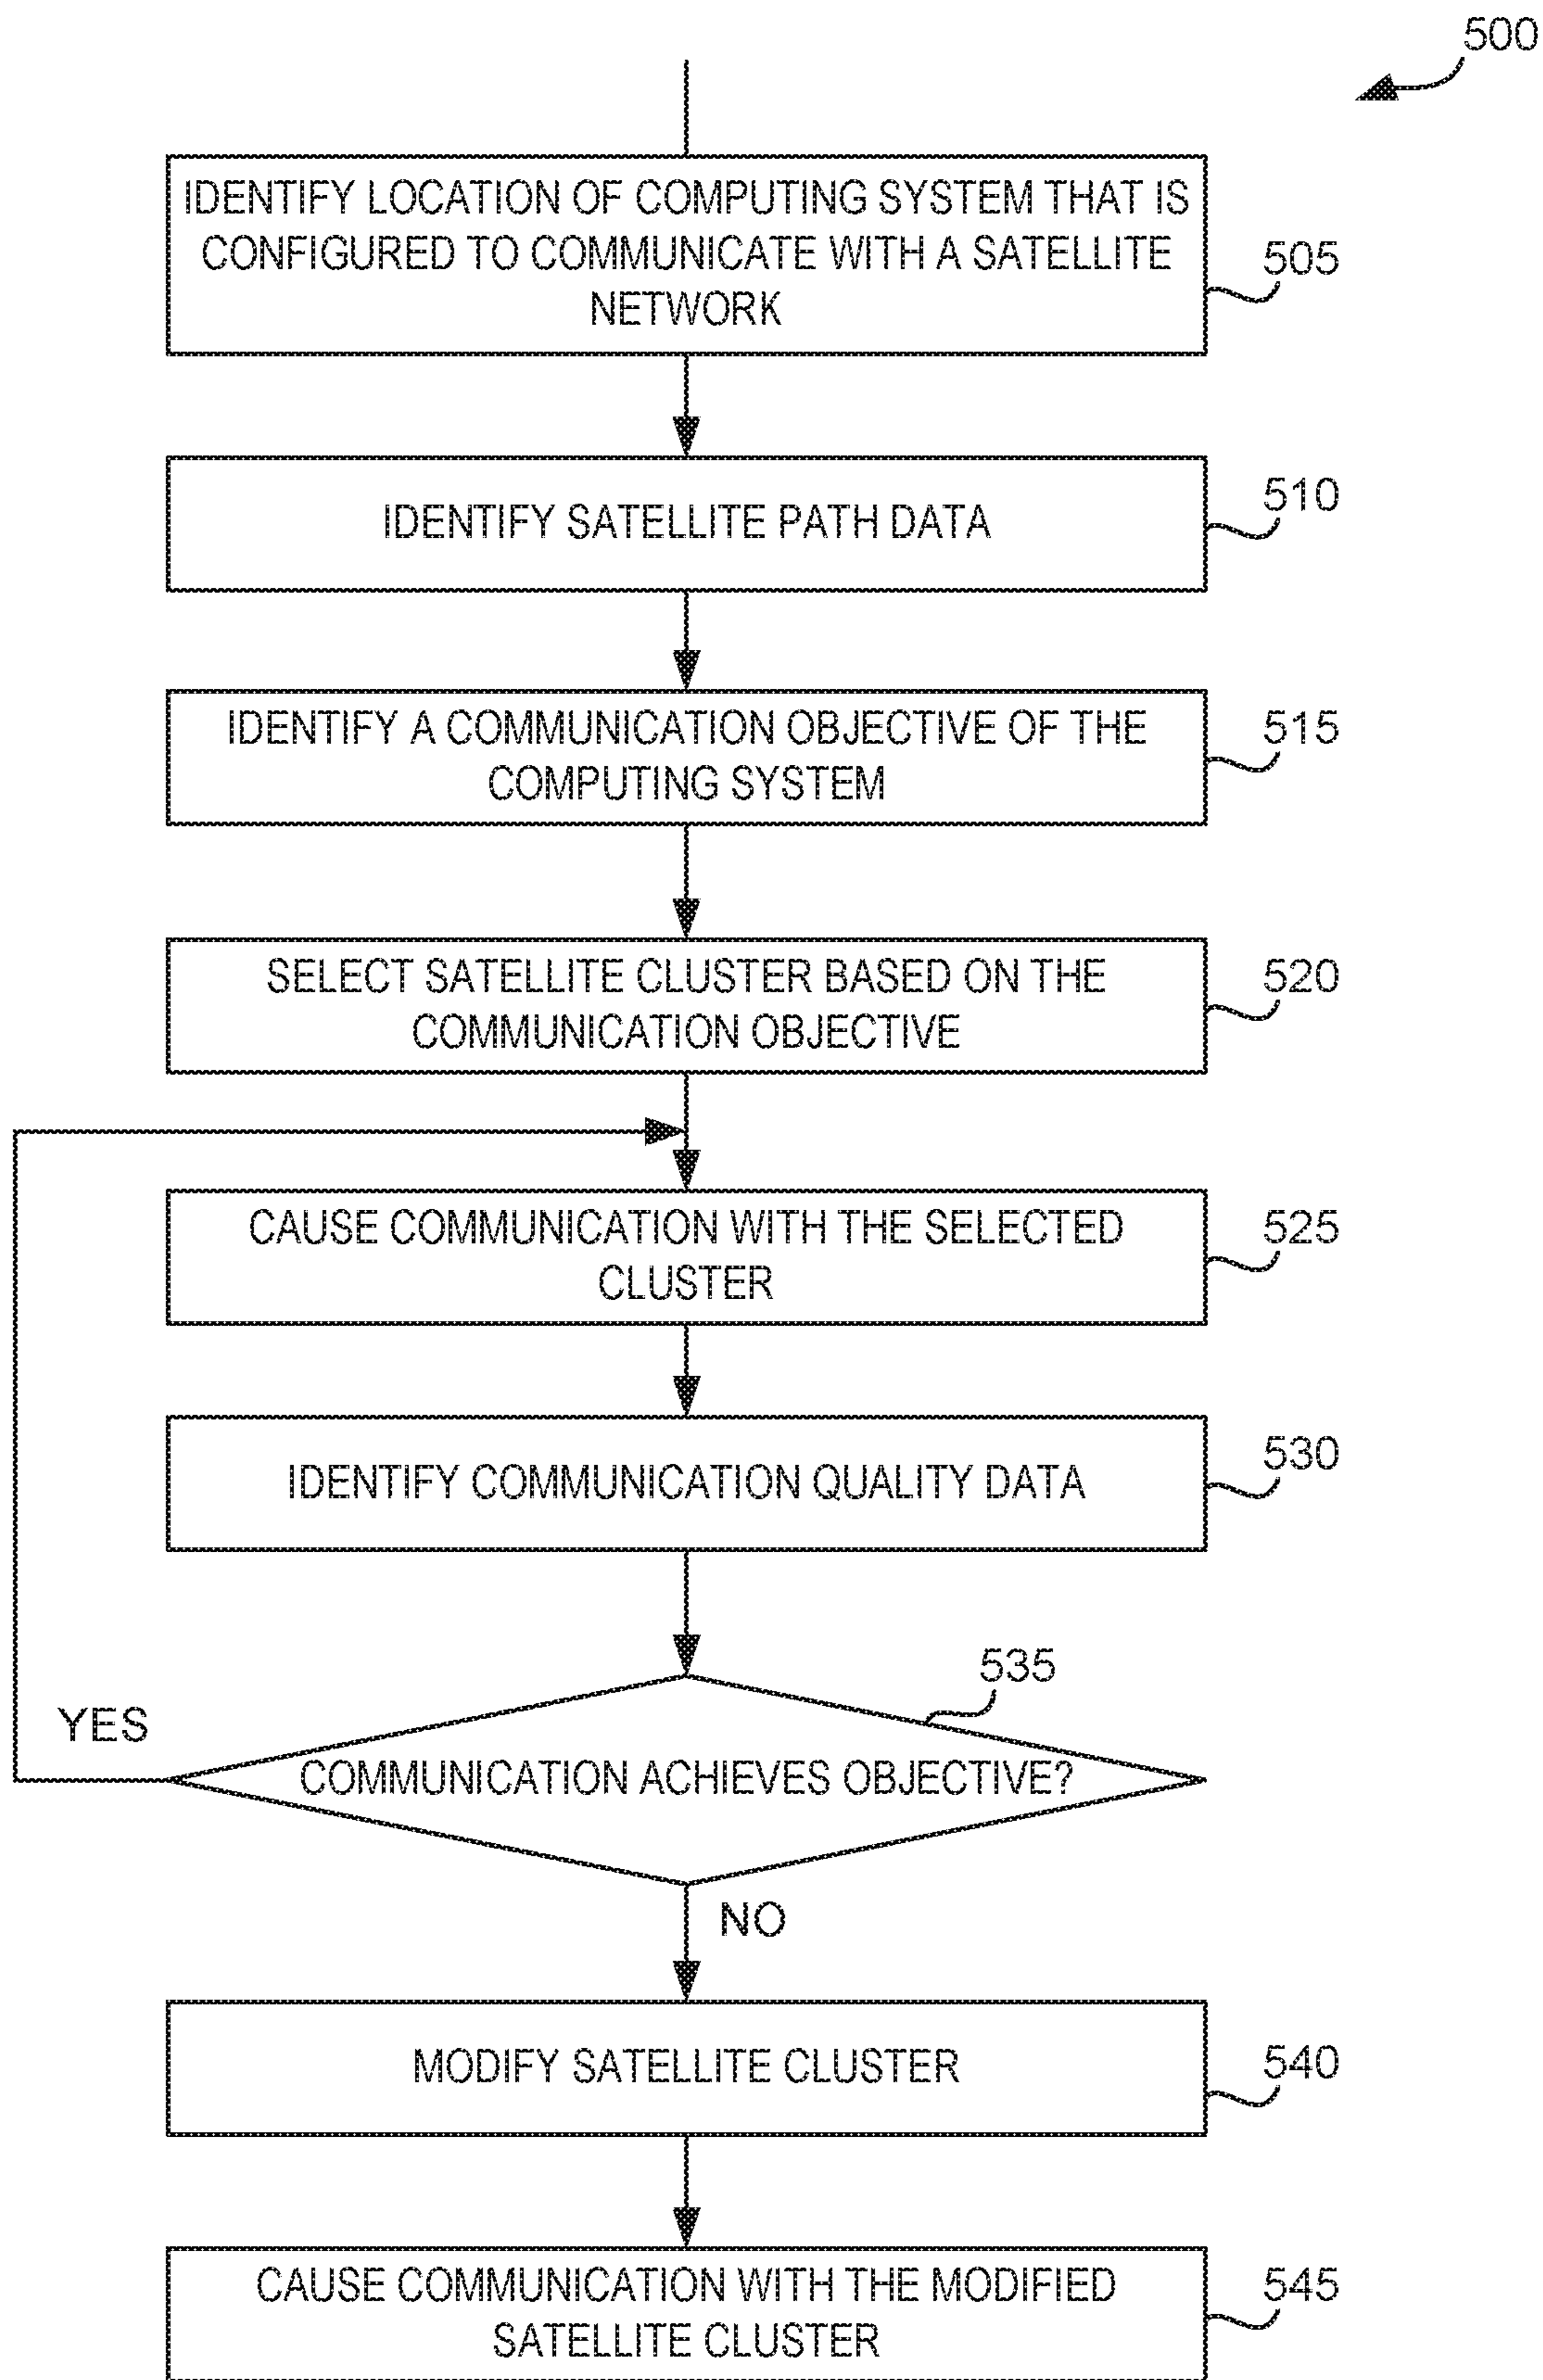 500
IDENTIFY LOCATION OF COMPUTING SYSTEM THAT IS
CONFIGURED TO COMMUNICATE WITH A SATELLITE
NETWORK
505
IDENTIFY SATELLITE PATH DATA
510
IDENTIFY A COMMUNICATION OBJECTIVE OF THE
COMPUTING SYSTEM
515
SELECT SATELLITE CLUSTER BASED ON THE
COMMUNICATION OBJECTIVE
520
CAUSE COMMUNICATION WITH THE SELECTED
CLUSTER
525
IDENTIFY COMMUNICATION QUALITY DATA
530
535
YES
COMMUNICATION ACHIEVES OBJECTIVE?
NO
MODIFY SATELLITE CLUSTER
540
CAUSE COMMUNICATION WITH THE MODIFIED
SATELLITE CLUSTER
545